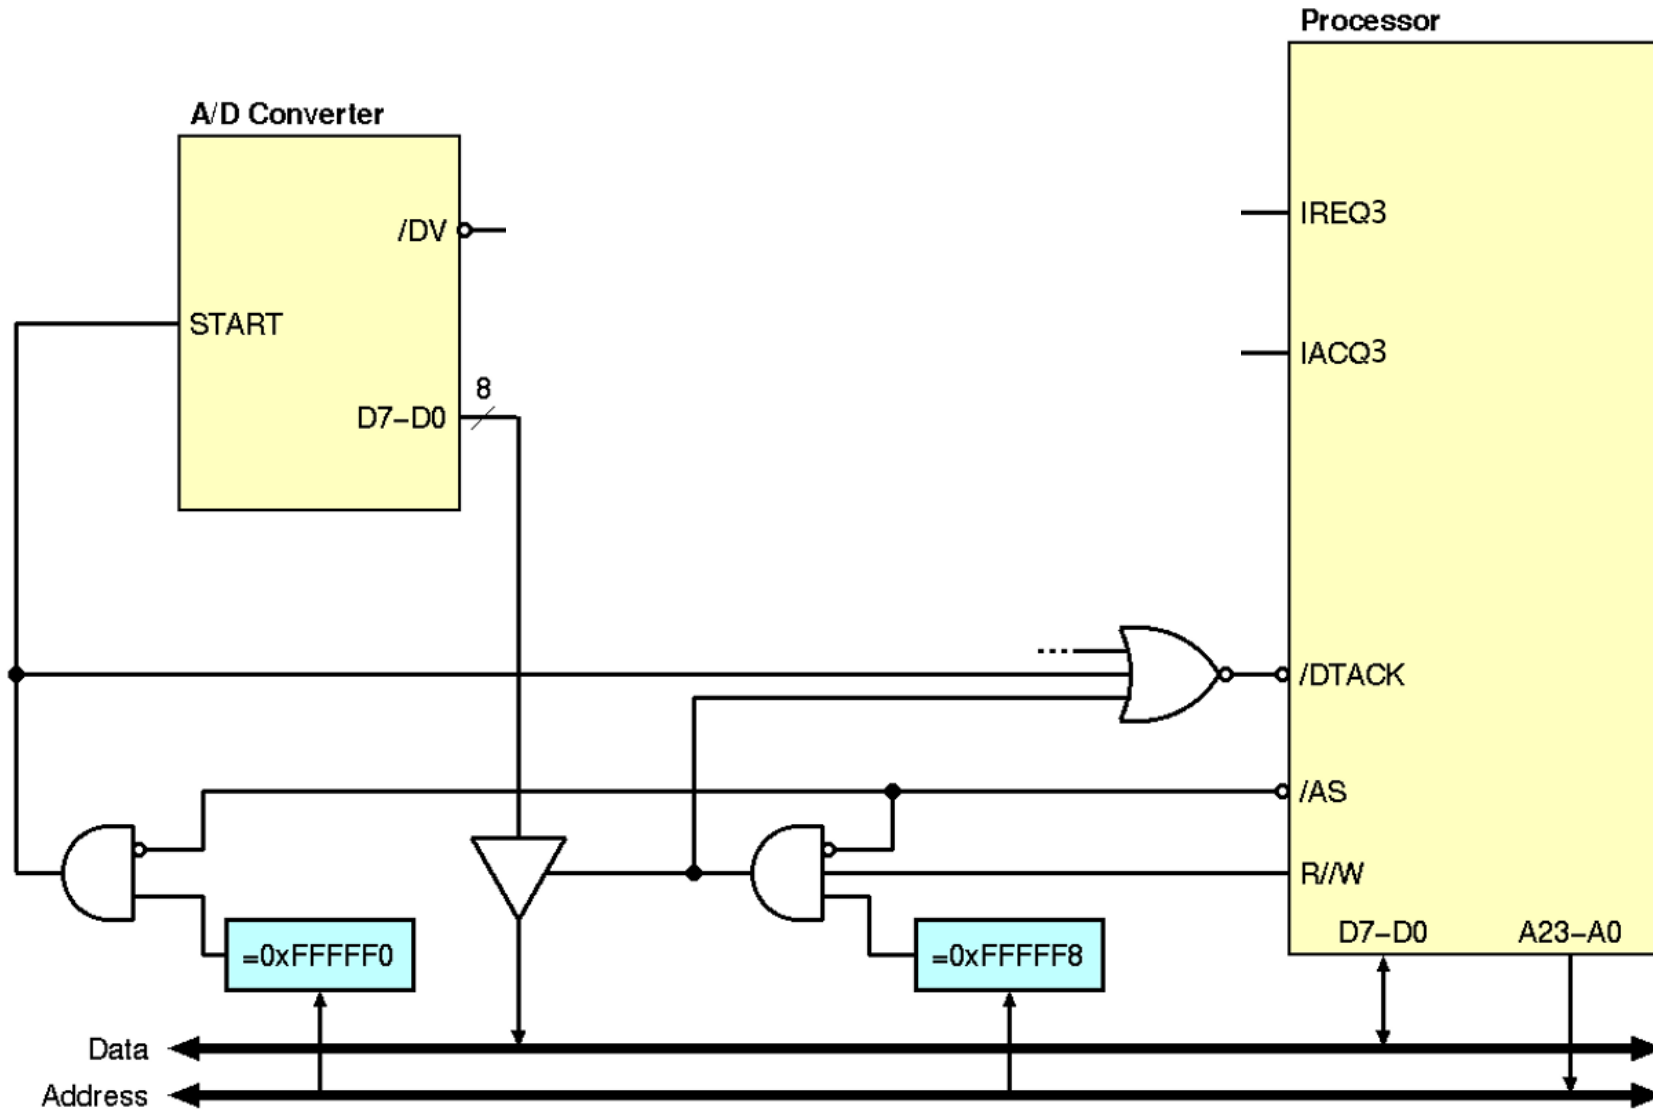 Processor
A/D Converter
/DV
IREQ3
START
IACQ3
8
D7-D0
/DTACK
/AS
R//W
D7-D0
A23-A0
=0xFFFFF0
=0xFFFFF8
Data
Address